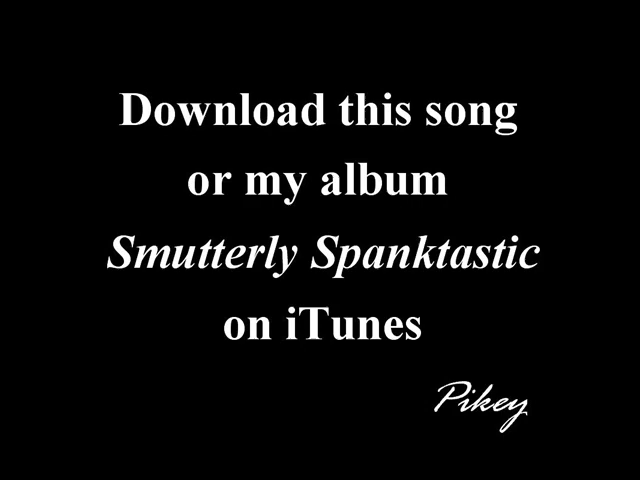 Download this song
or my album
Smutterly Spanktastic
on iTunes
Pikey